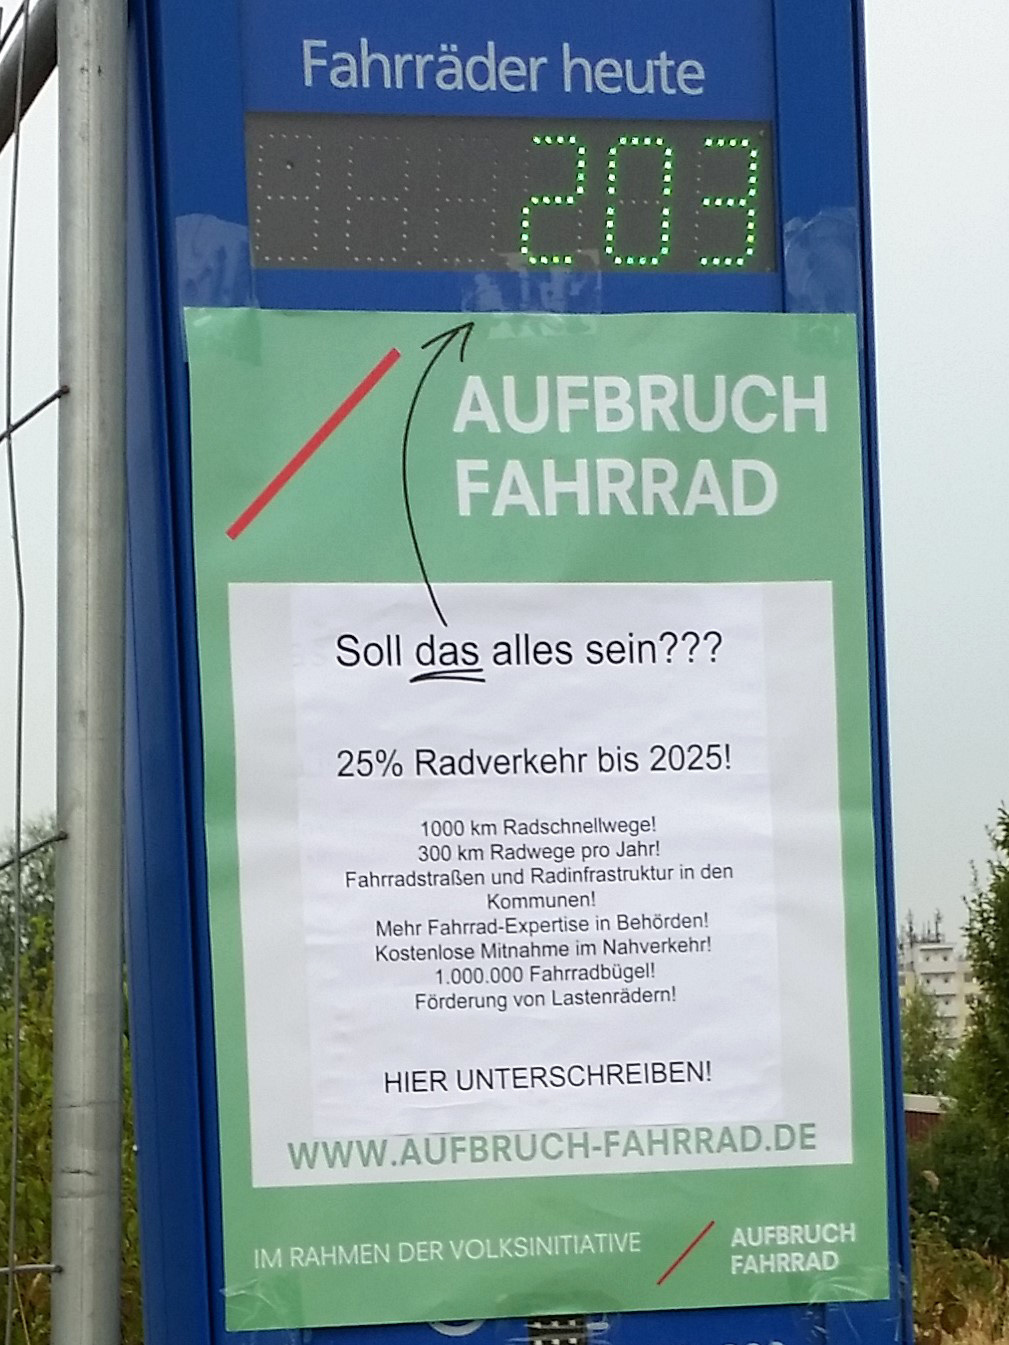 Fahrräder heute
203
AUFBRUCH
FAHRRAD
Soll das alles sein???
25% Radverkehr bis 2025!
1000 km Radschnellwege!
300 km Radwege pro Jahr!
Fahrradstraßen und Radinfrastruktur in den
Kommunen!
Mehr Fahrrad-Expertise in Behörden!
Kostenlose Mitnahme im Nahverkehr!
1.000.000 Fahrradbügel!
Förderung von Lastenrädern!
HIER UNTERSCHREIBEN!
WWW.AUFBRUCH-FAHRRAD.DE
IM RAHMEN DER VOLKSINITIATIVE
AUFBRUCH
FAHRRAD